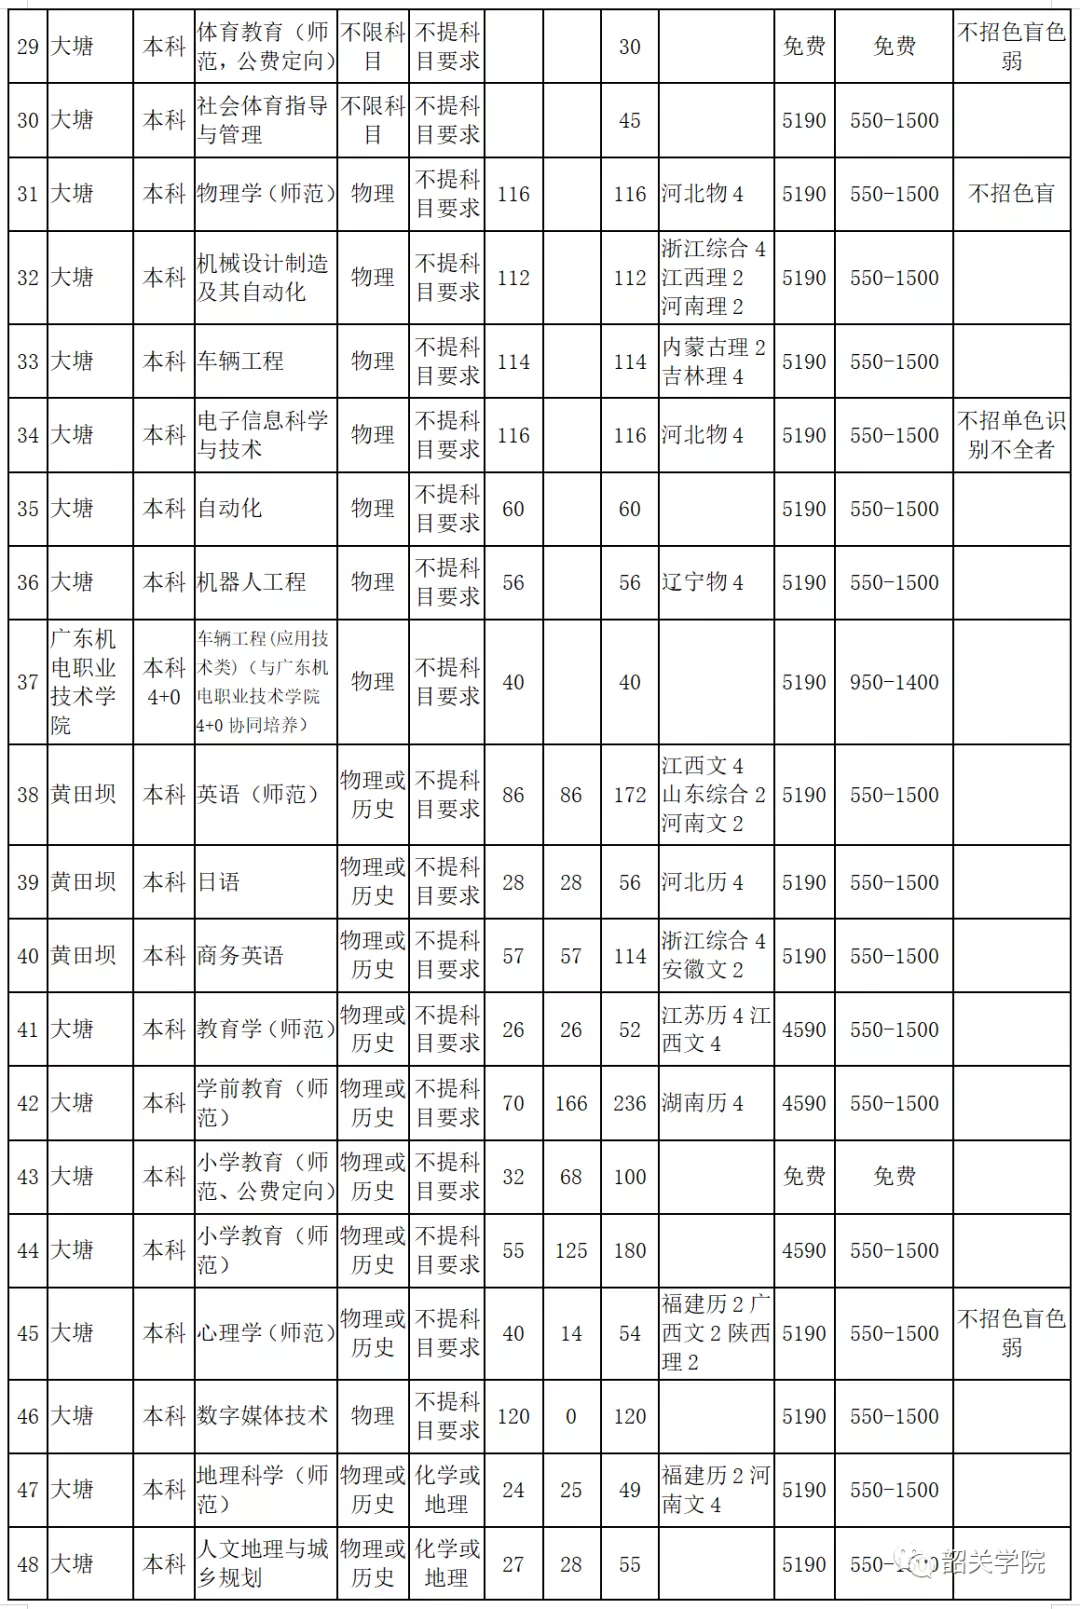 29 大塘 本科 体育教育（师范，公费定向） 不限科目 不提科目要求 30 免费 免费 不招色盲色弱
30 大塘 本科 社会体育指导与管理 不限科目 不提科目要求 45 5190 550-1500
31 大塘 本科 物理学（师范） 物理 不提科目要求 116 116 河北物 4 5190 550-1500 不招色盲
32 大塘 本科 机械设计制造及其自动化 物理 不提科目要求 112 112 浙江综合 4 江西理 2 河南理 2 5190 550-1500
33 大塘 本科 车辆工程 物理 不提科目要求 114 114 内蒙古理 2 吉林理 4 5190 550-1500
34 大塘 本科 电子信息科学与技术 物理 不提科目要求 116 116 河北物 4 5190 550-1500 不招单色识别不全者
35 大塘 本科 自动化 物理 不提科目要求 60 60 5190 550-1500
36 大塘 本科 机器人工程 物理 不提科目要求 56 56 辽宁物 4 5190 550-1500
37 广东机电职业技术学院 本科 4+0 车辆工程(应用技术类)（与广东机电职业技术学院 4+0 协同培养） 物理 不提科目要求 40 40 5190 950-1400
38 黄田坝 本科 英语（师范） 物理或历史 不提科目要求 86 86 172 江西文 4 山东综合 2 河南文 2 5190 550-1500
39 黄田坝 本科 日语 物理或历史 不提科目要求 28 28 56 河北历 4 5190 550-1500
40 黄田坝 本科 商务英语 物理或历史 不提科目要求 57 57 114 浙江综合 4 安徽文 2 5190 550-1500
41 大塘 本科 教育学（师范） 物理或历史 不提科目要求 26 26 52 江苏历 4 江西文 4 4590 550-1500
42 大塘 本科 学前教育（师范） 物理或历史 不提科目要求 70 166 236 湖南历 4 4590 550-1500
43 大塘 本科 小学教育（师范、公费定向） 物理或历史 不提科目要求 32 68 100 免费 免费
44 大塘 本科 小学教育（师范） 物理或历史 不提科目要求 55 125 180 4590 550-1500
45 大塘 本科 心理学（师范） 物理或历史 不提科目要求 40 14 54 福建历 2 广西文 2 陕西理 2 5190 550-1500 不招色盲色弱
46 大塘 本科 数字媒体技术 物理 不提科目要求 120 0 120 5190 550-1500
47 大塘 本科 地理科学（师范） 物理或历史 化学或地理 24 25 49 福建历 2 河南文 4 5190 550-1500
48 大塘 本科 人文地理与城乡规划 物理或历史 化学或地理 27 28 55 5190 550-1500
韶关学院